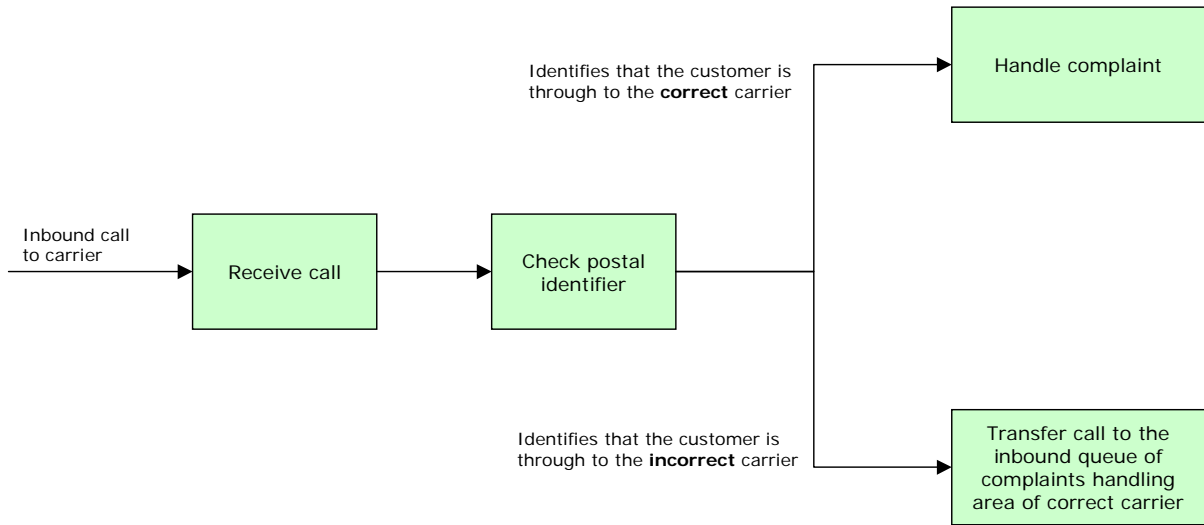 Identifies that the customer is
through to the correct carrier
Handle complaint
Inbound call
to carrier
Receive call
Check postal
identifier
Identifies that the customer is
through to the incorrect carrier
Transfer call to the
inbound queue of
complaints handling
area of correct carrier